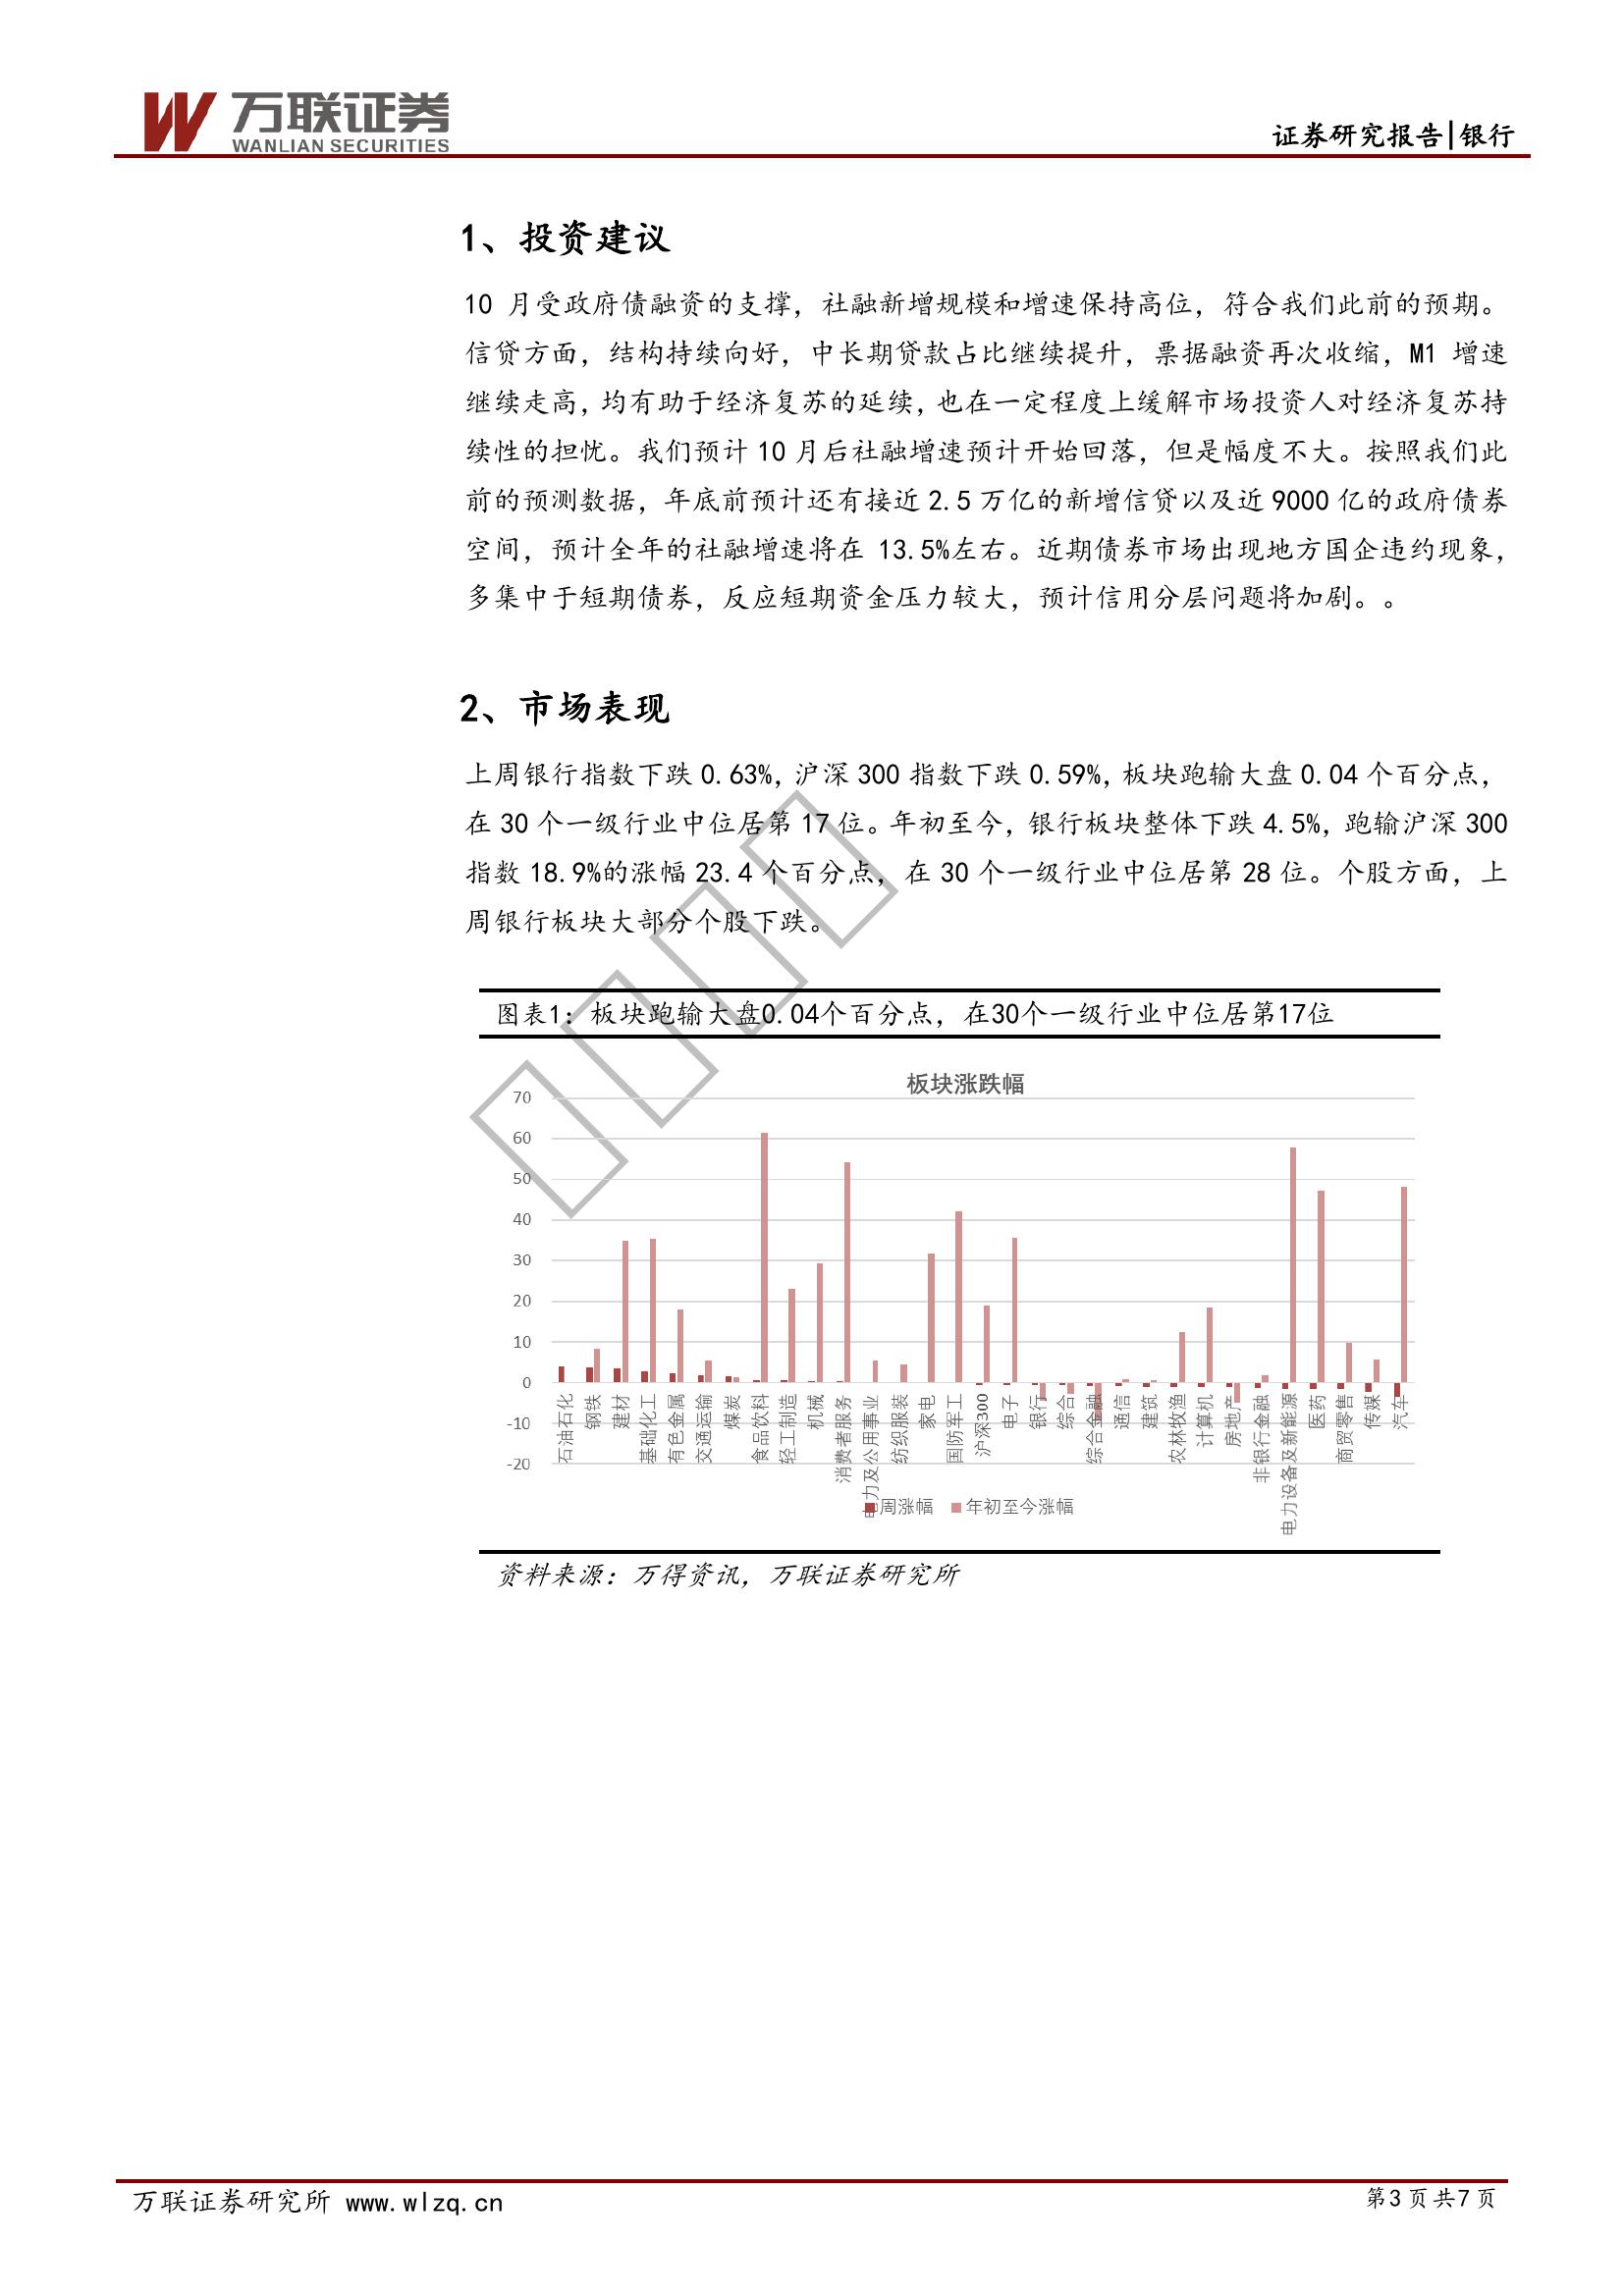 万联证券
WANLIAN SECURITIES
证券研究报告|银行
1、投资建议
10 月受政府债融资的支撑，社融新增规模和增速保持高位，符合我们此前的预期。
信贷方面，结构持续向好，中长期贷款占比继续提升，票据融资再次收缩，M1 增速
继续走高，均有助于经济复苏的延续，也在一定程度上缓解市场投资人对经济复苏持
续性的担忧。我们预计 10 月后社融增速预计开始回落，但是幅度不大。按照我们此
前的预测数据，年底前预计还有接近 2.5 万亿的新增信贷以及近 9000 亿的政府债券
空间，预计全年的社融增速将在 13.5%左右。近期债券市场出现地方国企违约现象，
多集中于短期债券，反应短期资金压力较大，预计信用分层问题将加剧。。
2、市场表现
上周银行指数下跌 0.63%，沪深 300 指数下跌 0.59%，板块跑输大盘 0.04 个百分点，
在 30 个一级行业中位居第 17 位。年初至今，银行板块整体下跌 4.5%，跑输沪深 300
指数 18.9%的涨幅 23.4 个百分点，在 30 个一级行业中位居第 28 位。个股方面，上
周银行板块大部分个股下跌。
图表1：板块跑输大盘0.04个百分点，在30个一级行业中位居第17位
板块涨跌幅
70
60
50
40
30
20
10
0
-10
-20
石油石化
钢铁
建材
基础化工
有色金属
交通运输
煤炭
食品饮料
轻工制造
机械
消费者服务
电力及公用事业
纺织服装
家电
国防军工
沪深300
电子
银行
综合
综合金融
通信
建筑
农林牧渔
计算机
房地产
非银行金融
电力设备及新能源
医药
商贸零售
传媒
汽车
周涨幅
年初至今涨幅
资料来源：万得资讯，万联证券研究所
万联证券研究所 www.wlzq.cn
第3页共7页